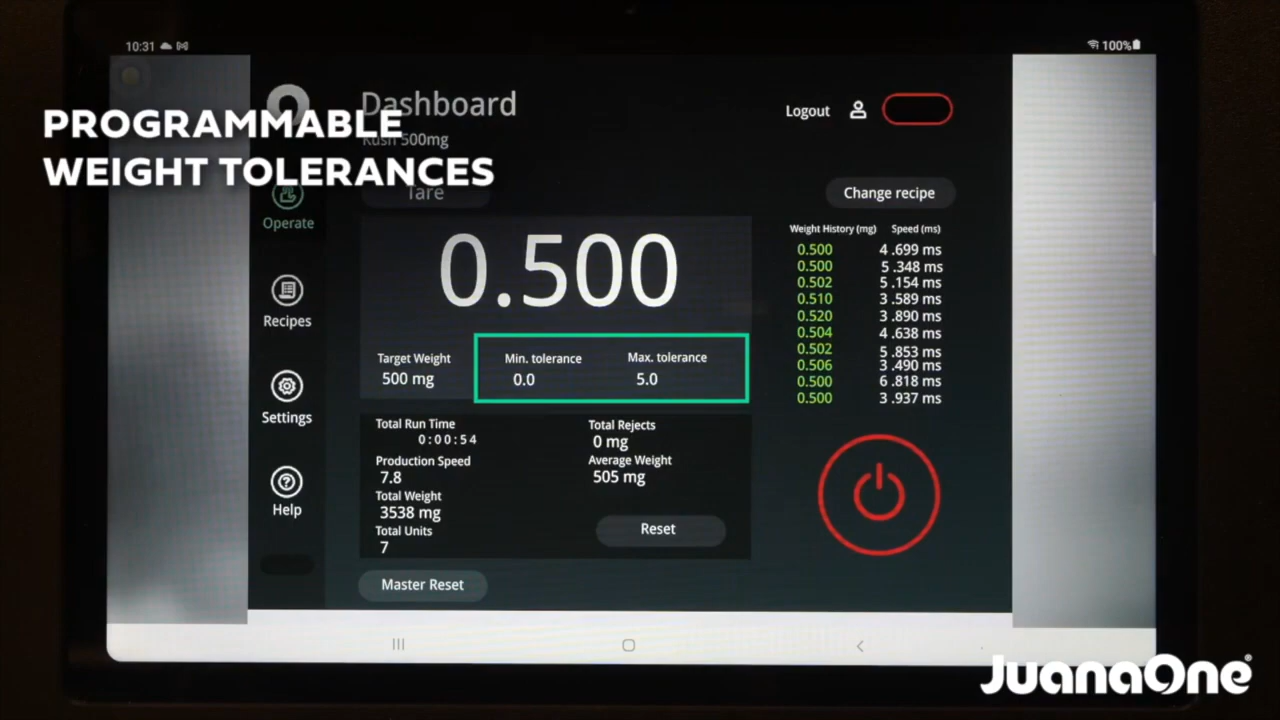 10:31
100%
PROGRAMMABLE
WEIGHT TOLERANCES
Dashboard
Kush 500mg
Logout
Tare
Change recipe
Operate
Recipes
Settings
Help
0.500
Target Weight
500 mg
Min. tolerance
0.0
Max. tolerance
5.0
Weight History (mg) Speed (ms)
0.500 4 .699 ms
0.500 5 .348 ms
0.502 5 .154 ms
0.510 3 .589 ms
0.520 3 .890 ms
0.504 4 .638 ms
0.502 5 .853 ms
0.506 3 .490 ms
0.500 6 .818 ms
0.500 3 .937 ms
Total Run Time
0:00:54
Production Speed
7.8
Total Weight
3538 mg
Total Units
7
Total Rejects
0 mg
Average Weight
505 mg
Reset
Master Reset
JuanaOne®